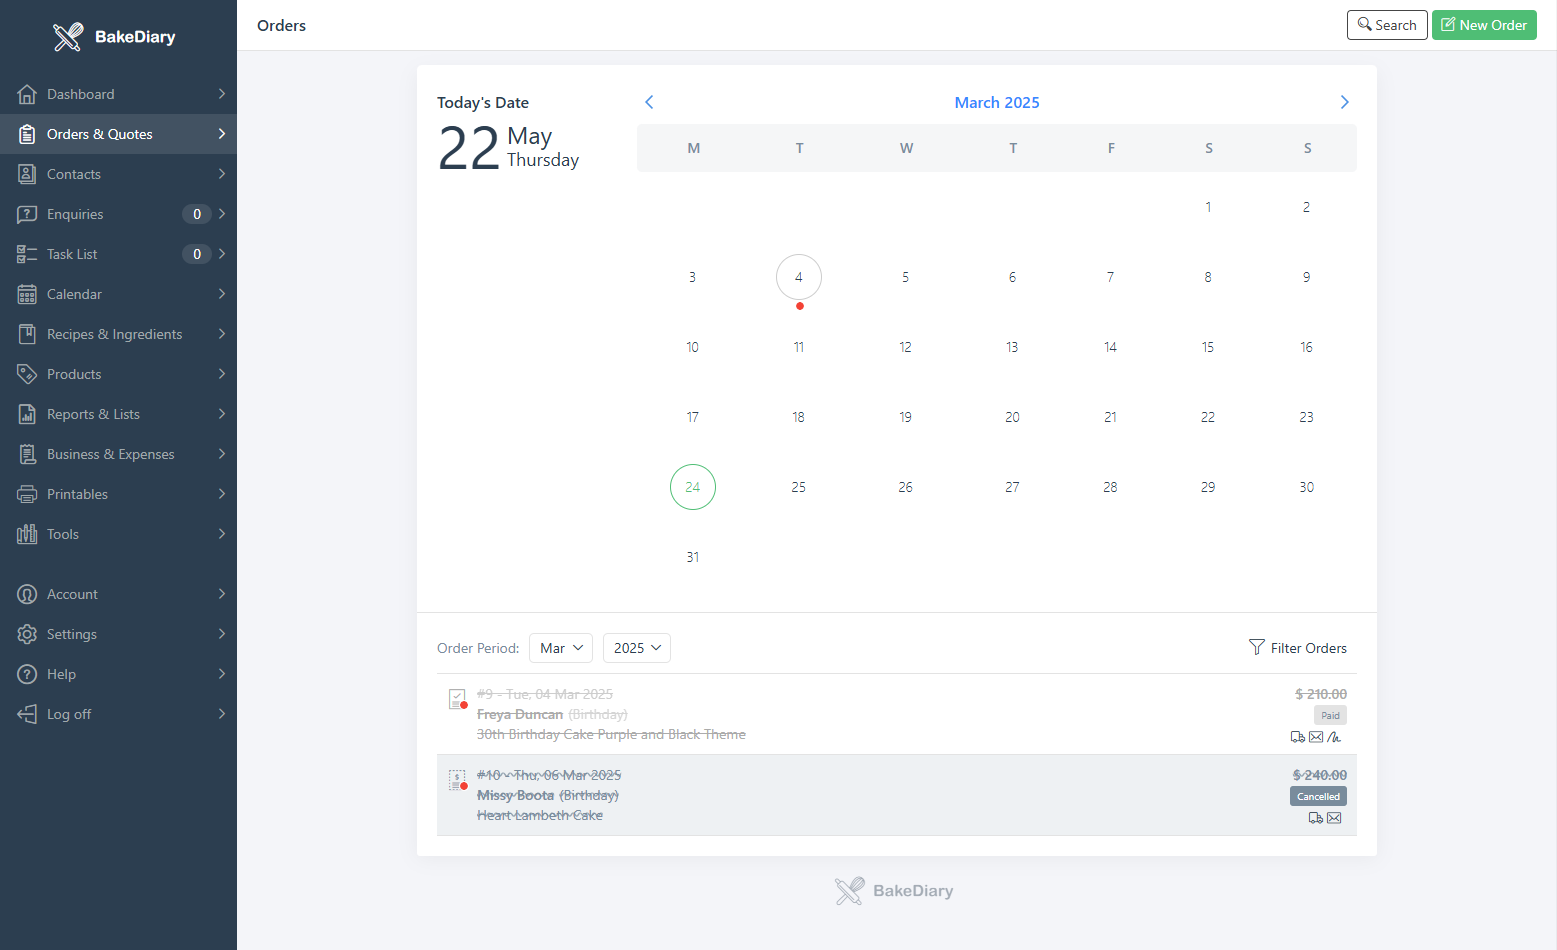 BakeDiary
Dashboard
Orders & Quotes
Contacts
Enquiries 0
Task List 0
Calendar
Recipes & Ingredients
Products
Reports & Lists
Business & Expenses
Printables
Tools
Account
Settings
Help
Log off
Orders
Search
New Order
Today's Date
22 May
Thursday
March 2025
M T W T F S S
1 2
3 4 5 6 7 8 9
10 11 12 13 14 15 16
17 18 19 20 21 22 23
24 25 26 27 28 29 30
31
Order Period: Mar 2025
Filter Orders
#9 - Tue, 04 Mar 2025 $ 210.00
Freya Duncan (Birthday) Paid
30th Birthday Cake Purple and Black Theme
#10 - Thu, 06 Mar 2025 $ 240.00
Missy Boota (Birthday) Cancelled
Heart Lambeth Cake
BakeDiary